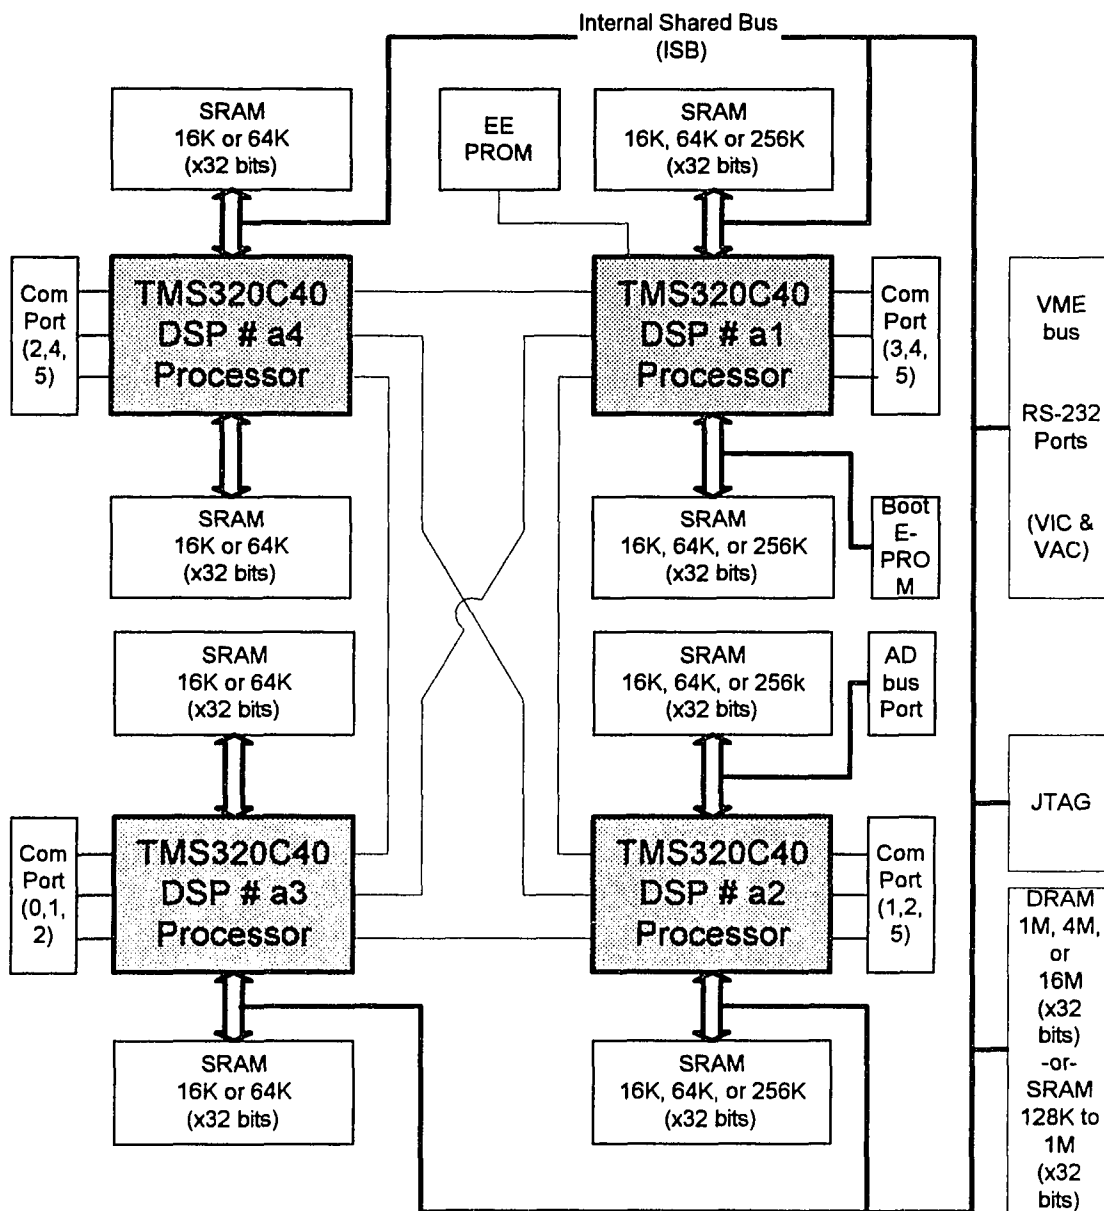 Internal Shared Bus
(ISB)
SRAM
16K or 64K
(x32 bits)
EE
PROM
SRAM
16K, 64K or 256K
(x32 bits)
Com
Port
(2,4,
5)
TMS320C40
DSP # a4
Processor
TMS320C40
DSP # a1
Processor
Com
Port
(3,4,
5)
VME
bus
RS-232
Ports
(VIC &
VAC)
SRAM
16K or 64K
(x32 bits)
SRAM
16K, 64K, or 256K
(x32 bits)
Boot
E-
PRO
M
SRAM
16K or 64K
(x32 bits)
SRAM
16K, 64K, or 256k
(x32 bits)
AD
bus
Port
JTAG
Com
Port
(0,1,
2)
TMS320C40
DSP # a3
Processor
TMS320C40
DSP # a2
Processor
Com
Port
(1,2,
5)
DRAM
1M, 4M,
or
16M
(x32
bits)
-or-
SRAM
128K to
1M
(x32
bits)
SRAM
16K or 64K
(x32 bits)
SRAM
16K, 64K, or 256K
(x32 bits)